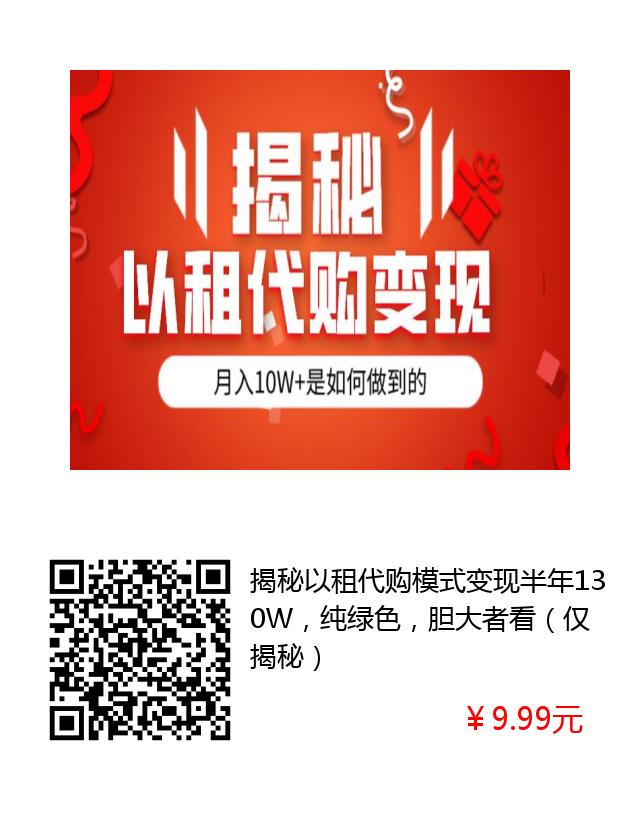 揭秘
以租代购变现
月入10W+是如何做到的
揭秘以租代购模式变现半年13
0W，纯绿色，胆大者看（仅
揭秘）
￥9.99元